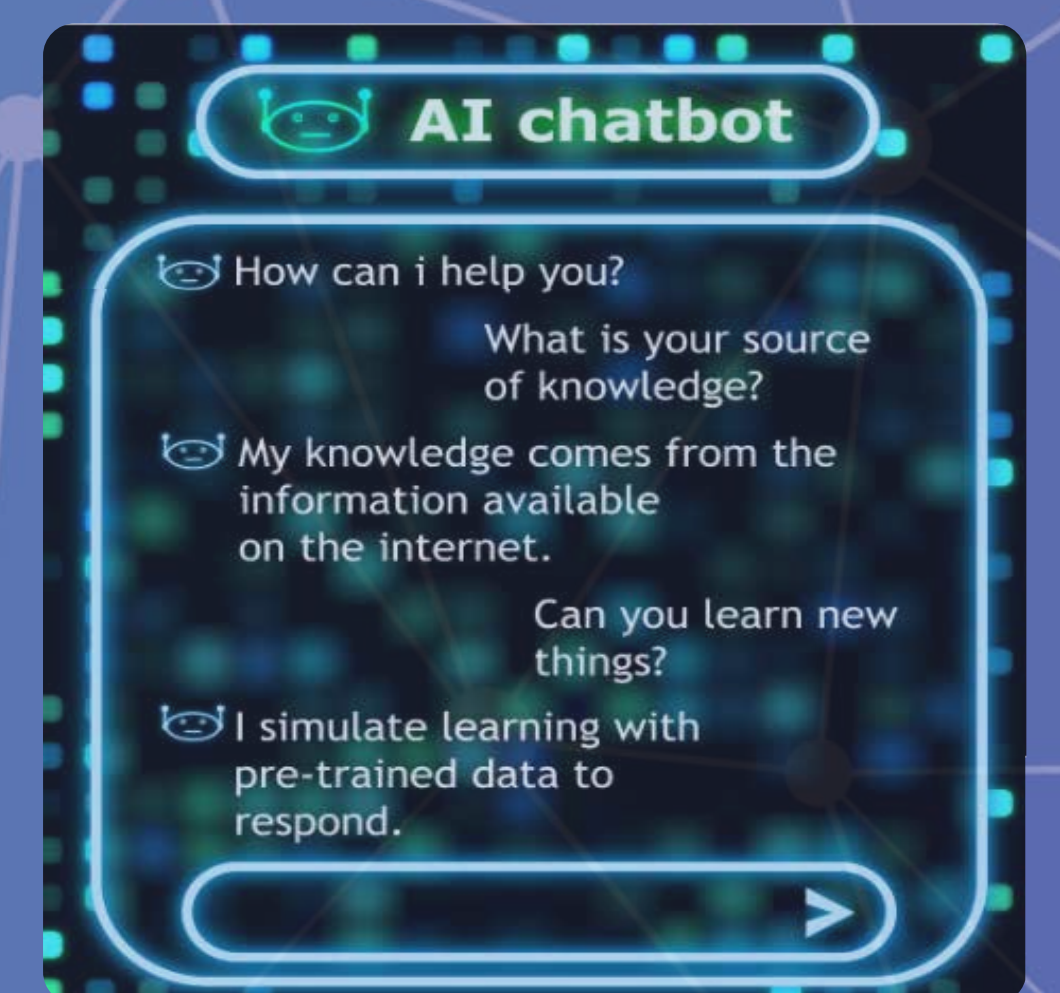 AI chatbot
How can i help you?
What is your source
of knowledge?
My knowledge comes from the
information available
on the internet.
Can you learn new
things?
I simulate learning with
pre-trained data to
respond.
>